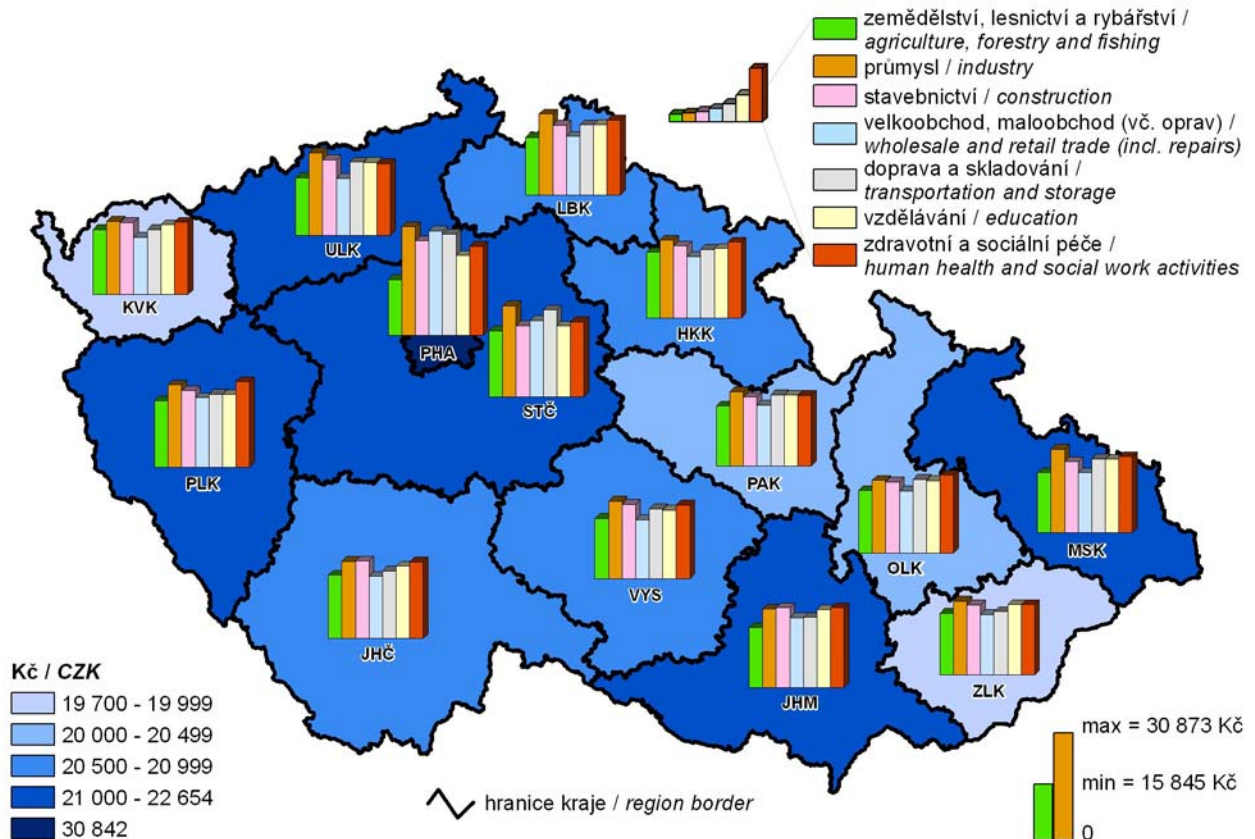 zemědělství, lesnictví a rybářství /
agriculture, forestry and fishing
průmysl / industry
stavebnictví / construction
velkoobchod, maloobchod (vč. oprav) /
wholesale and retail trade (incl. repairs)
doprava a skladování /
transportation and storage
vzdělávání / education
zdravotní a sociální péče /
human health and social work activities
LBK
ULK
KVK
HKK
PHA
STČ
PLK
PAK
OLK
MSK
VYS
JHČ
JHM
ZLK
Kč / CZK
19 700 - 19 999
20 000 - 20 499
20 500 - 20 999
21 000 - 22 654
30 842
hranice kraje / region border
max = 30 873 Kč
min = 15 845 Kč
0